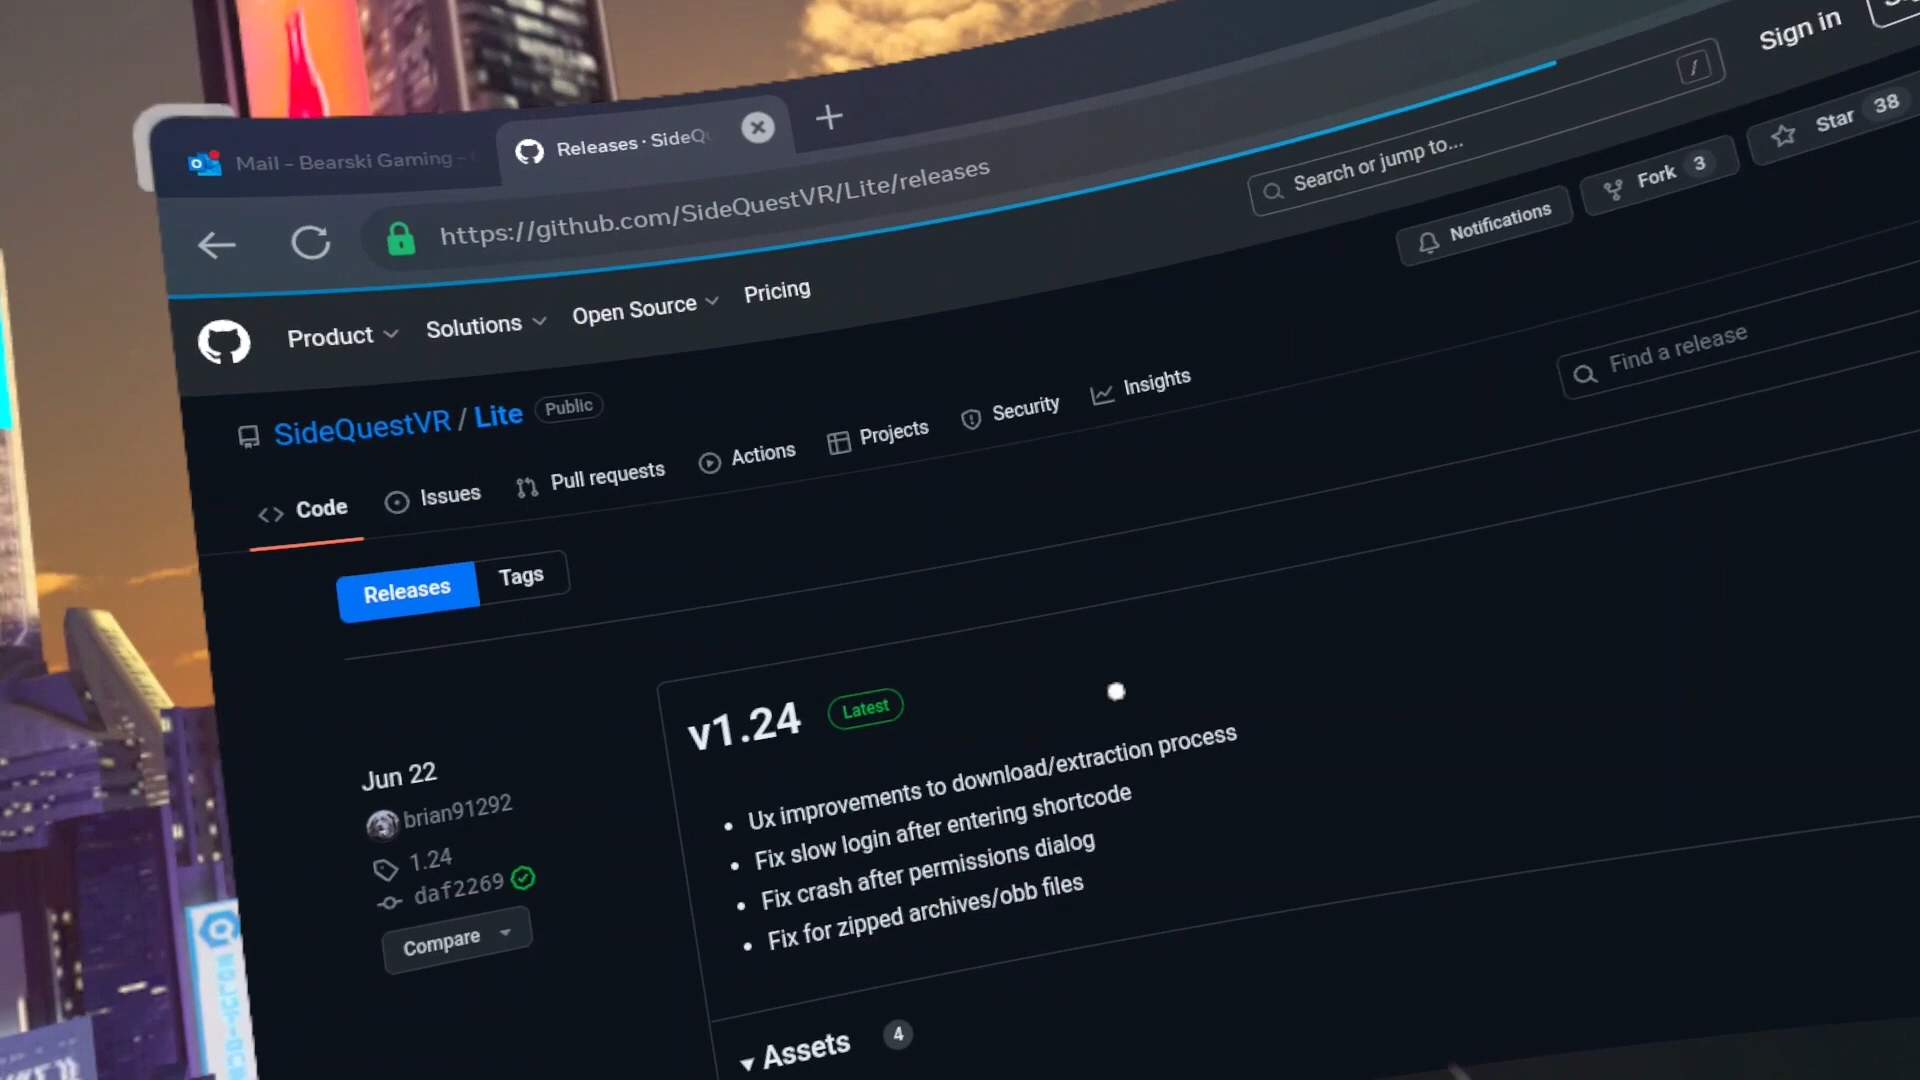 Mail - Bearski Gaming -
Releases · SideQu
https://github.com/SideQuestVR/Lite/releases
Product
Solutions
Open Source
Pricing
Search or jump to...
/
Sign in
Notifications
Fork 3
Star 38
SideQuestVR / Lite
Public
Code
Issues
Pull requests
Actions
Projects
Security
Insights
Releases
Tags
Find a release
Jun 22
brian91292
1.24
daf2269
Compare
v1.24
Latest
• Ux improvements to download/extraction process
• Fix slow login after entering shortcode
• Fix crash after permissions dialog
• Fix for zipped archives/obb files
Assets 4